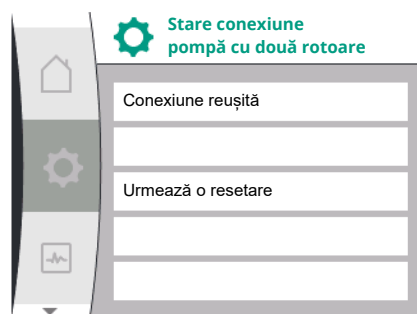 Stare conexiune
pompă cu două rotoare
Conexiune reușită
Urmează o resetare